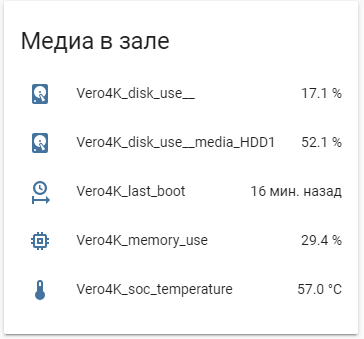 Медиа в зале
Vero4K_disk_use__ 17.1 %
Vero4K_disk_use__media_HDD1 52.1 %
Vero4K_last_boot 16 мин. назад
Vero4K_memory_use 29.4 %
Vero4K_soc_temperature 57.0 °C